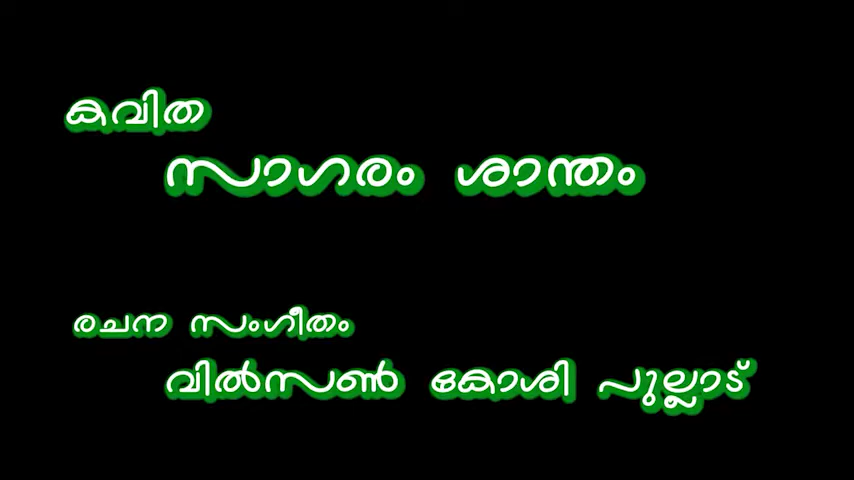 കവിത
സാഗരം ശാന്തം
രചന സംഗീതം
വിൽസൺ കോശി പുല്ലാട്